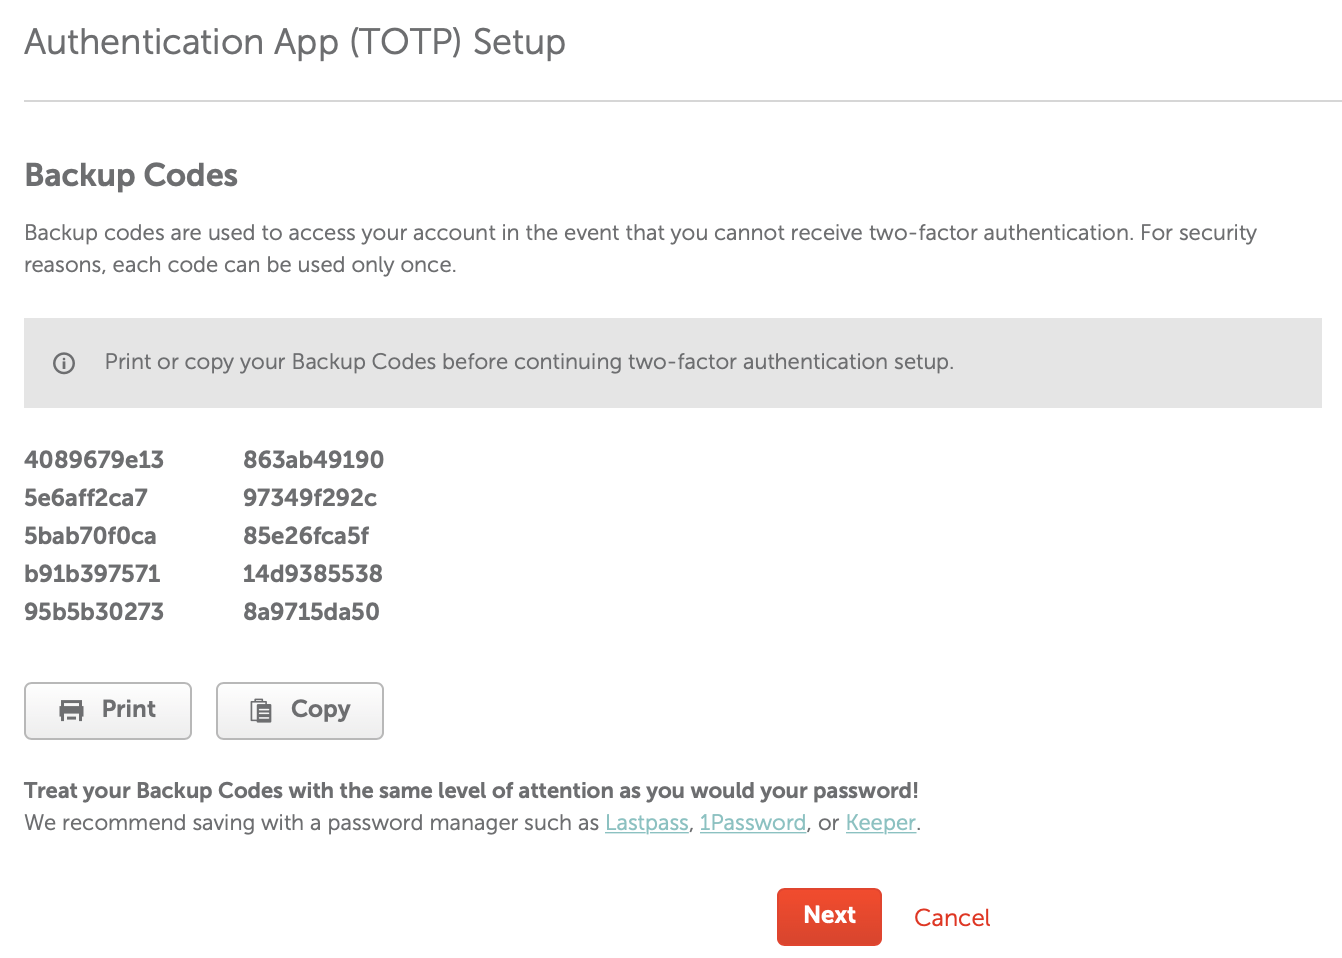 Authentication App (TOTP) Setup
Backup Codes
Backup codes are used to access your account in the event that you cannot receive two-factor authentication. For security
reasons, each code can be used only once.
Print or copy your Backup Codes before continuing two-factor authentication setup.
4089679e13 863ab49190
5e6aff2ca7 97349f292c
5bab70f0ca 85e26fca5f
b91b397571 14d9385538
95b5b30273 8a9715da50
Print Copy
Treat your Backup Codes with the same level of attention as you would your password!
We recommend saving with a password manager such as Lastpass, 1Password, or Keeper.
Next Cancel